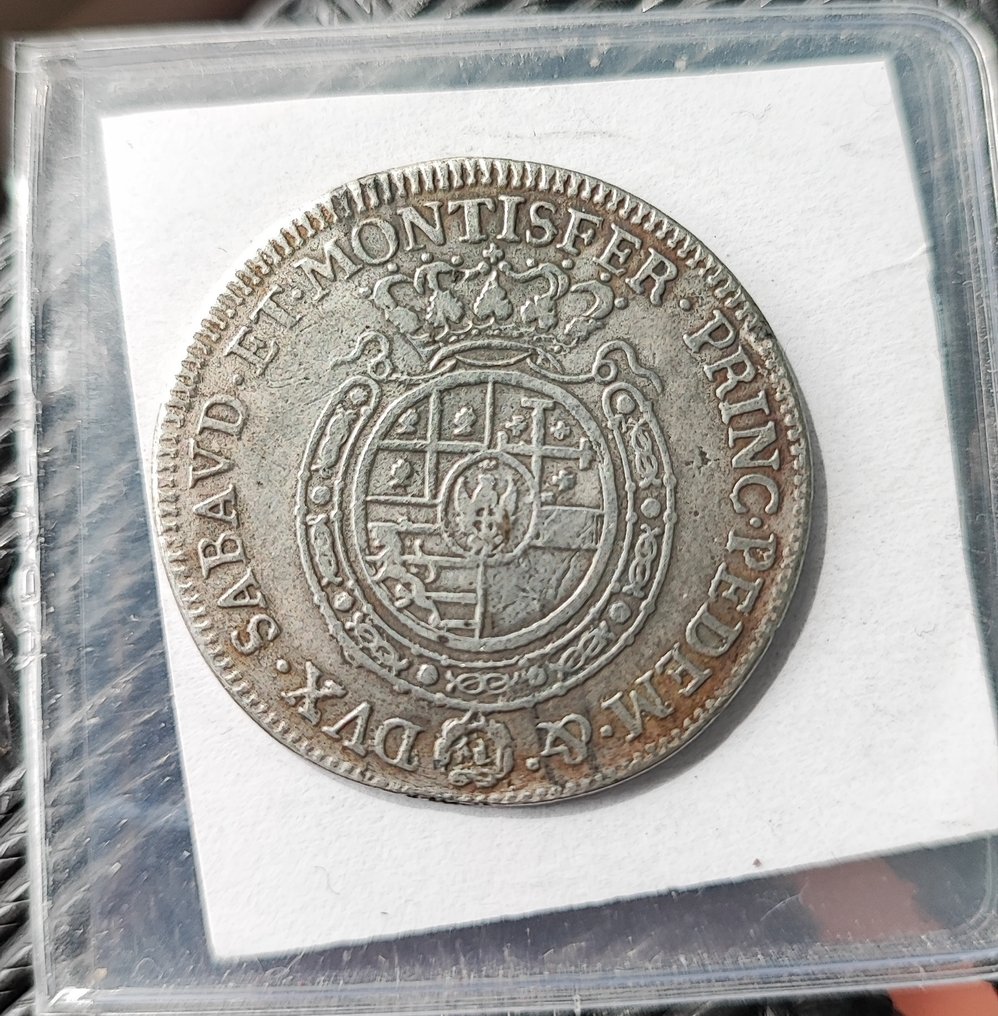 DVX · SABAVD · ET · MONTISFER · PRINC · PEDEM · & ·